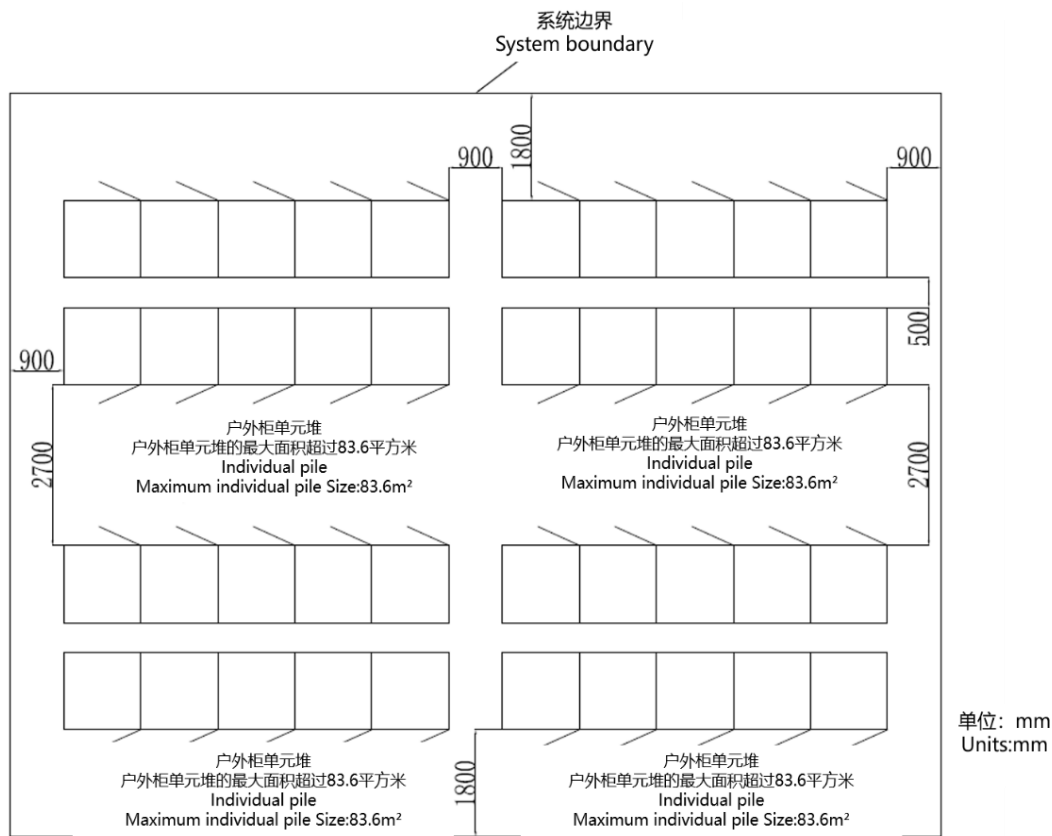 系统边界
System boundary
900
1800
900
500
900
2700
户外柜单元堆
户外柜单元堆的最大面积超过83.6平方米
Individual pile
Maximum individual pile Size:83.6m²
户外柜单元堆
户外柜单元堆的最大面积超过83.6平方米
Individual pile
Maximum individual pile Size:83.6m²
2700
单位：mm
Units:mm
户外柜单元堆
户外柜单元堆的最大面积超过83.6平方米
Individual pile
Maximum individual pile Size:83.6m²
1800
户外柜单元堆
户外柜单元堆的最大面积超过83.6平方米
Individual pile
Maximum individual pile Size:83.6m²